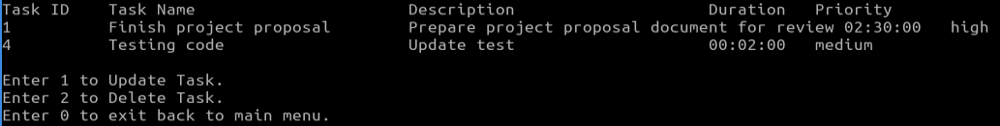 Task ID    Task Name                      Description                    Duration   Priority
1          Finish project proposal        Prepare project proposal document for review 02:30:00   high
4          Testing code                   Update test                    00:02:00   medium
Enter 1 to Update Task.
Enter 2 to Delete Task.
Enter 0 to exit back to main menu.